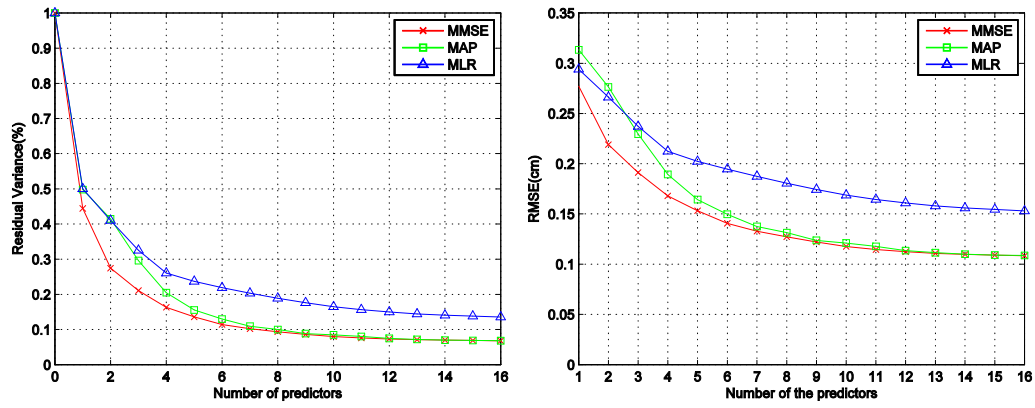 1
0.9
0.8
0.7
0.6
0.5
0.4
0.3
0.2
0.1
0
Residual Variance(%)
0 2 4 6 8 10 12 14 16
Number of predictors
MMSE
MAP
MLR
0.35
0.3
0.25
0.2
0.15
0.1
0.05
0
RMSE(cm)
1 2 3 4 5 6 7 8 9 10 11 12 13 14 15 16
Number of the predictors
MMSE
MAP
MLR